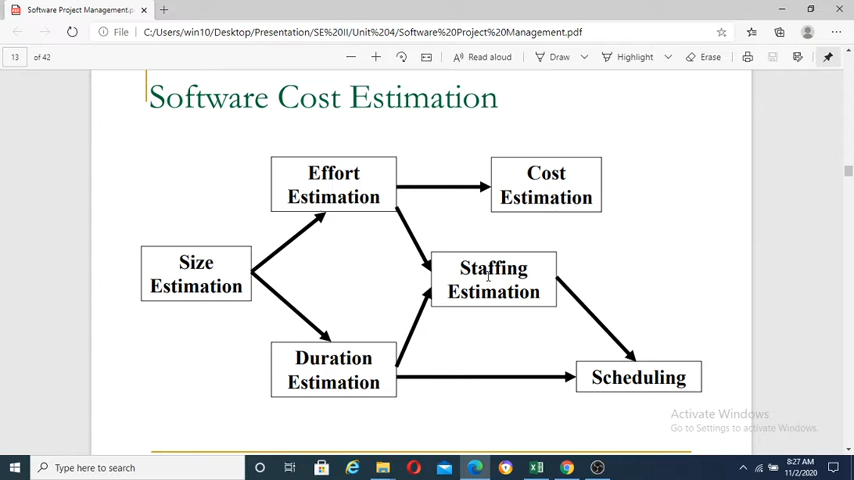 Software Project Management.pc
File
C:/Users/win10/Desktop/Presentation/SE%20II/Unit%204/Software%20Project%20Management.pdf
13 of 42
Read aloud
Draw
Highlight
Erase
Software Cost Estimation
Effort
Estimation
Cost
Estimation
Size
Estimation
Staffing
Estimation
Duration
Estimation
Scheduling
Activate Windows
Go to Settings to activate Windows.
Type here to search
8:27 AM
11/2/2020